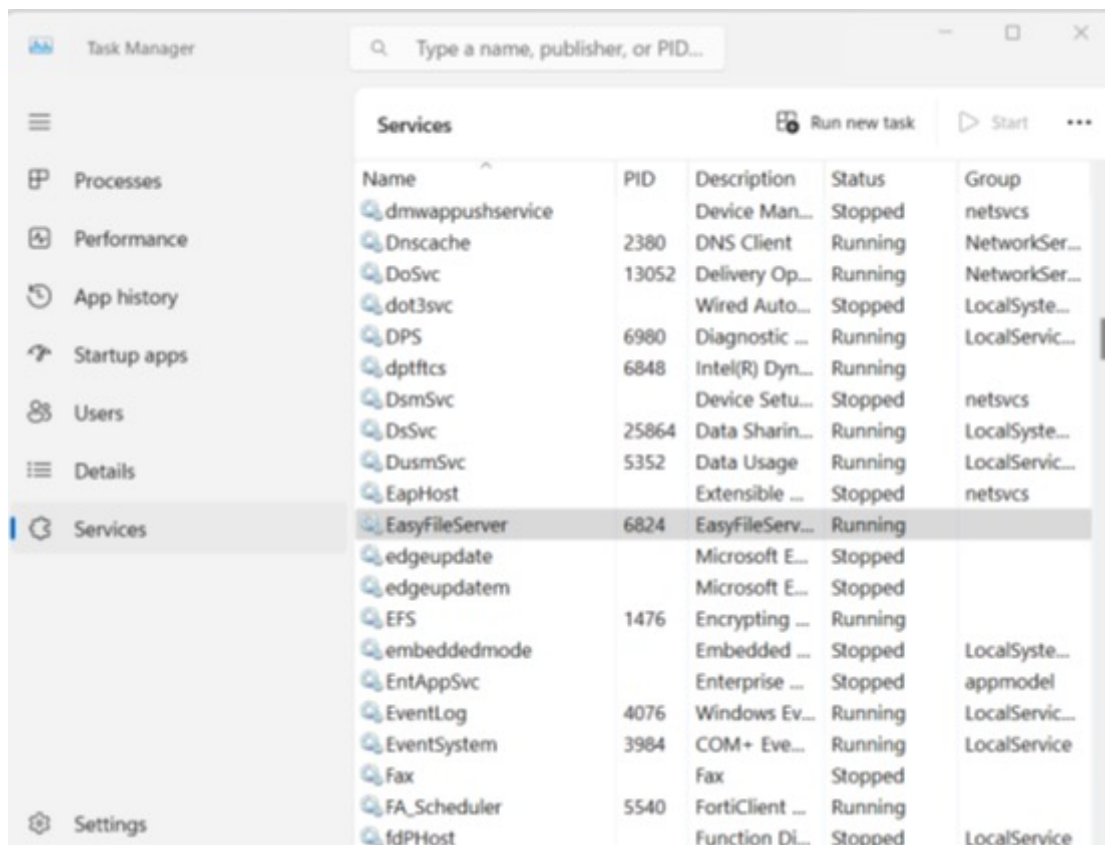 Task Manager
Type a name, publisher, or PID...
Services
Run new task
Start
Processes
Performance
App history
Startup apps
Users
Details
Services
Settings
Name PID Description Status Group
dmwappushservice Device Man... Stopped netsvcs
Dnscache 2380 DNS Client Running NetworkSer...
DoSvc 13052 Delivery Op... Running NetworkSer...
dot3svc Wired Auto... Stopped LocalSyste...
DPS 6980 Diagnostic ... Running LocalServic...
dptftcs 6848 Intel(R) Dyn... Running
DsmSvc Device Setu... Stopped netsvcs
DsSvc 25864 Data Sharin... Running LocalSyste...
DusmSvc 5352 Data Usage Running LocalServic...
EapHost Extensible ... Stopped netsvcs
EasyFileServer 6824 EasyFileServ... Running
edgeupdate Microsoft E... Stopped
edgeupdatem Microsoft E... Stopped
EFS 1476 Encrypting ... Running
embeddedmode Embedded ... Stopped LocalSyste...
EntAppSvc Enterprise ... Stopped appmodel
EventLog 4076 Windows Ev... Running LocalServic...
EventSystem 3984 COM+ Eve... Running LocalService
Fax Fax Stopped
FA_Scheduler 5540 FortiClient ... Running
fdPHost Function Di... Stopped LocalService